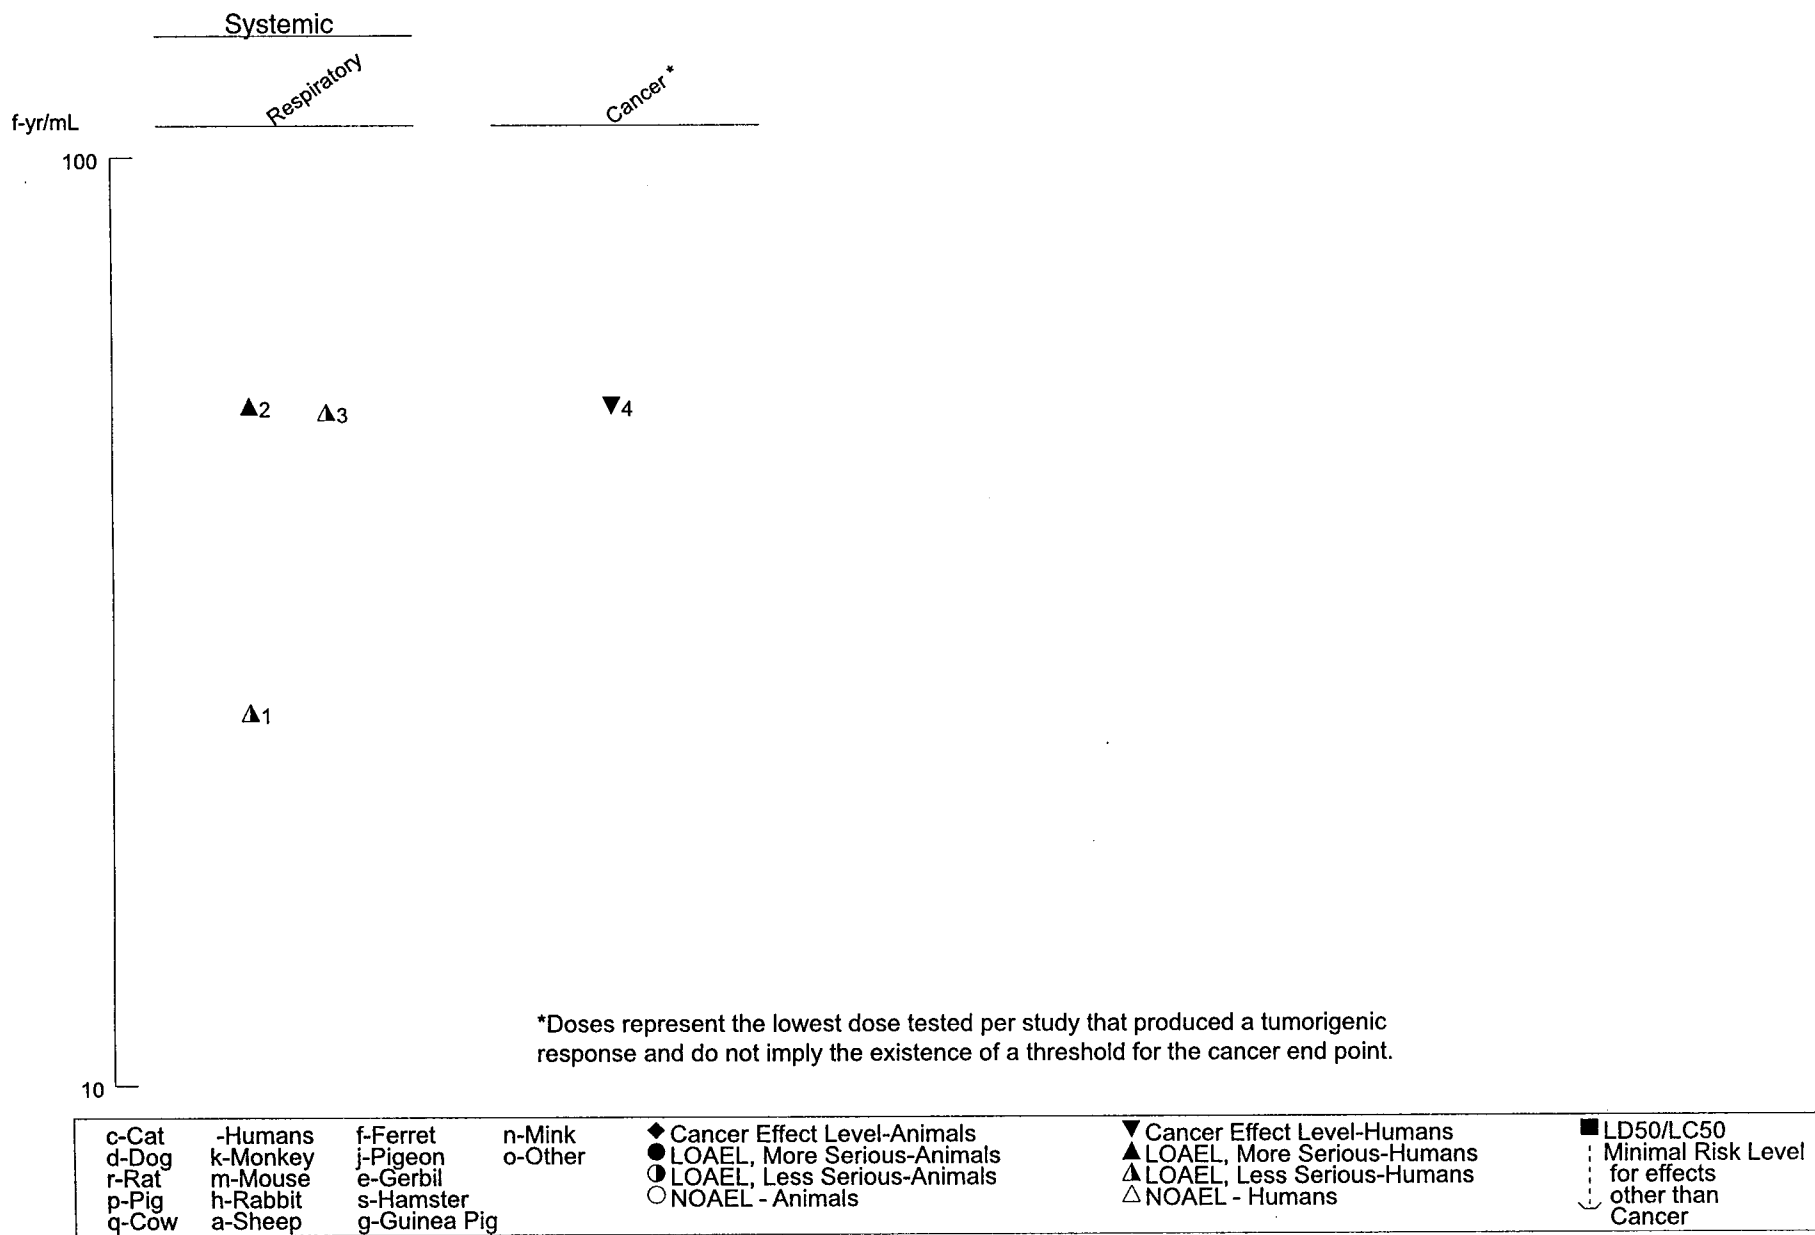 Systemic
Respiratory
Cancer *
f-yr/mL
100
2
3
4
1
*Doses represent the lowest dose tested per study that produced a tumorigenic
response and do not imply the existence of a threshold for the cancer end point.
10
c-Cat
d-Dog
r-Rat
p-Pig
q-Cow
-Humans
k-Monkey
m-Mouse
h-Rabbit
a-Sheep
f-Ferret
j-Pigeon
e-Gerbil
s-Hamster
g-Guinea Pig
n-Mink
o-Other
Cancer Effect Level-Animals
LOAEL, More Serious-Animals
LOAEL, Less Serious-Animals
NOAEL - Animals
Cancer Effect Level-Humans
LOAEL, More Serious-Humans
LOAEL, Less Serious-Humans
NOAEL - Humans
LD50/LC50
Minimal Risk Level
for effects
other than
Cancer